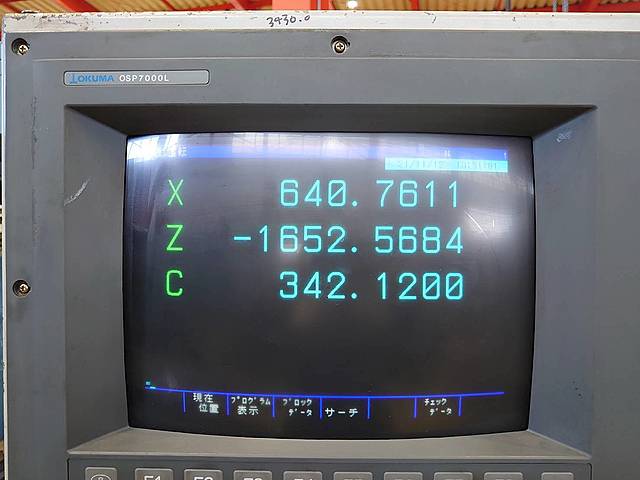 3930.0
OKUMA OSP7000L
X 640.7611
Z -1652.5684
C 342.1200
現在 プログラム ブロック チェック
位置 表示 データ サーチ データ